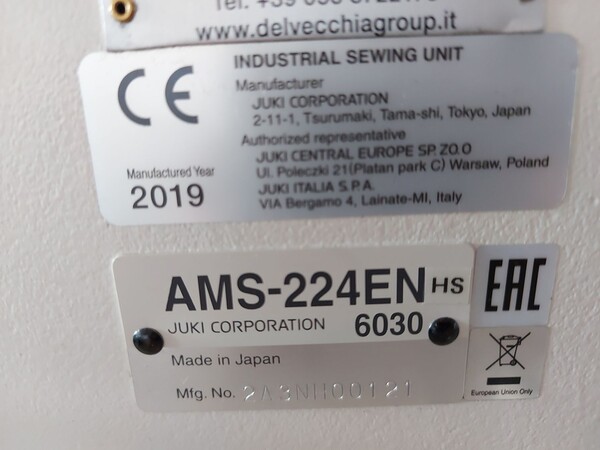 www.delvecchiagroup.it
CE
INDUSTRIAL SEWING UNIT
Manufacturer
JUKI CORPORATION
2-11-1, Tsurumaki, Tama-shi, Tokyo, Japan
Authorized representative
JUKI CENTRAL EUROPE SP. ZO.O
Ul. Poleczki 21(Platan park C) Warsaw, Poland
JUKI ITALIA S.P.A.
VIA Bergamo 4, Lainate-MI, Italy
Manufactured Year
2019
AMS-224EN HS
6030
JUKI CORPORATION
Made in Japan
Mfg. No. 2A3NH00121
EAC
European Union Only